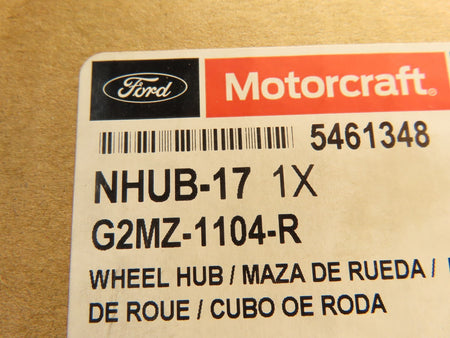 Ford Motorcraft®
5461348
NHUB-17 1X
G2MZ-1104-R
WHEEL HUB / MAZA DE RUEDA /
DE ROUE / CUBO OE RODA